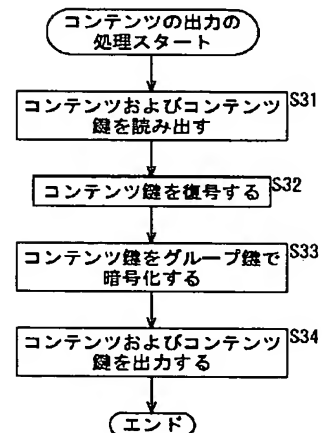 コンテンツの出力の
処理スタート
コンテンツおよびコンテンツ
鍵を読み出す
S31
コンテンツ鍵を復号する
S32
コンテンツ鍵をグループ鍵で
暗号化する
S33
コンテンツおよびコンテンツ
鍵を出力する
S34
エンド